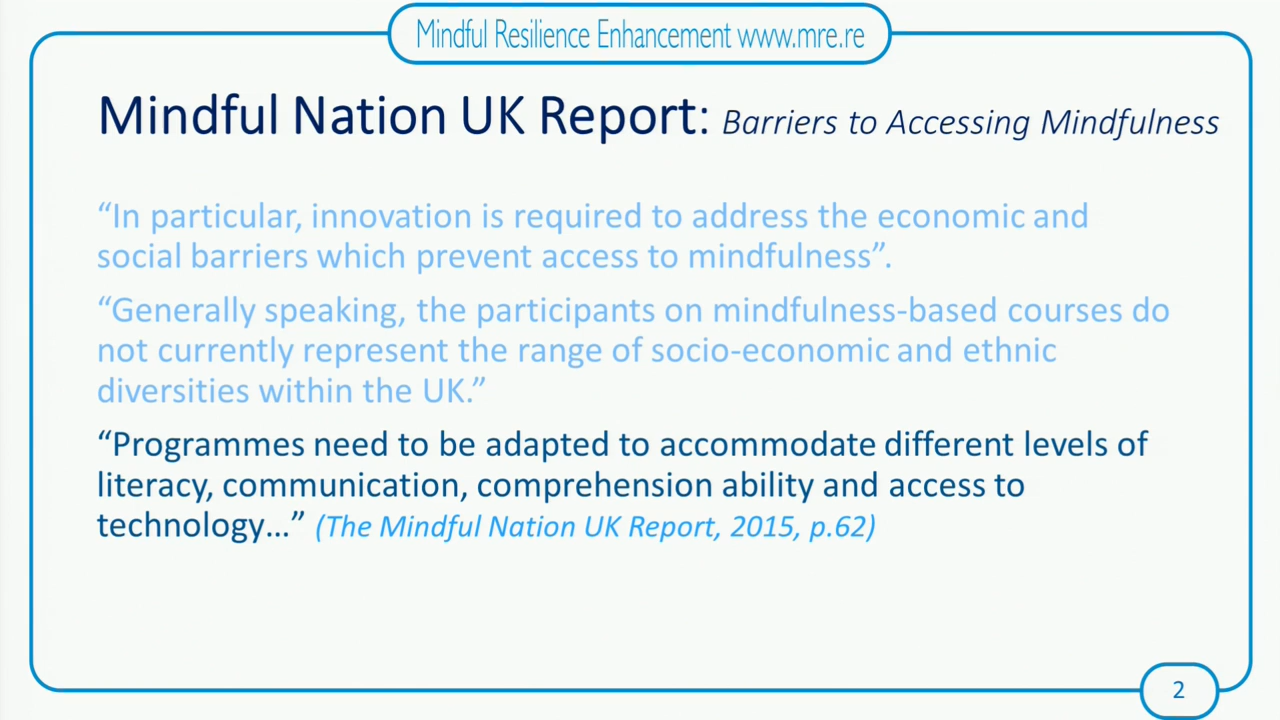 Mindful Resilience Enhancement www.mre.re
Mindful Nation UK Report: Barriers to Accessing Mindfulness
“In particular, innovation is required to address the economic and
social barriers which prevent access to mindfulness”.
“Generally speaking, the participants on mindfulness-based courses do
not currently represent the range of socio-economic and ethnic
diversities within the UK.”
“Programmes need to be adapted to accommodate different levels of
literacy, communication, comprehension ability and access to
technology…” (The Mindful Nation UK Report, 2015, p.62)
2